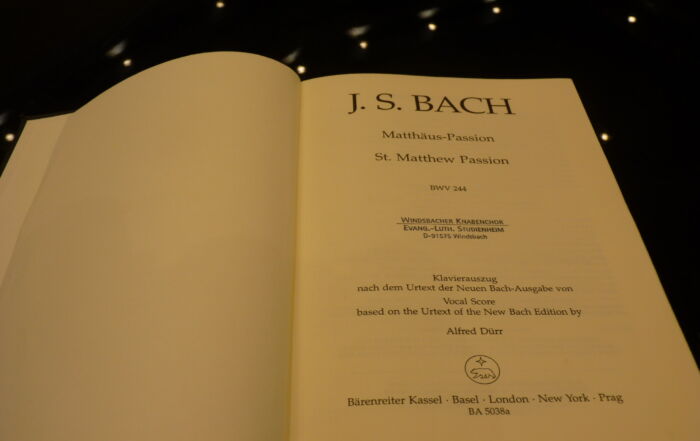 J. S. BACH
Matthäus-Passion
St. Matthew Passion
BWV 244
WINDSBACHER KNABENCHOR
EVANG.-LUTH. STUDIENHEIM
D-91575 Windsbach
Klavierauszug
nach dem Urtext der Neuen Bach-Ausgabe von
Vocal Score
based on the Urtext of the New Bach Edition by
Alfred Dürr
Bärenreiter Kassel · Basel · London · New York · Prag
BA 5038a